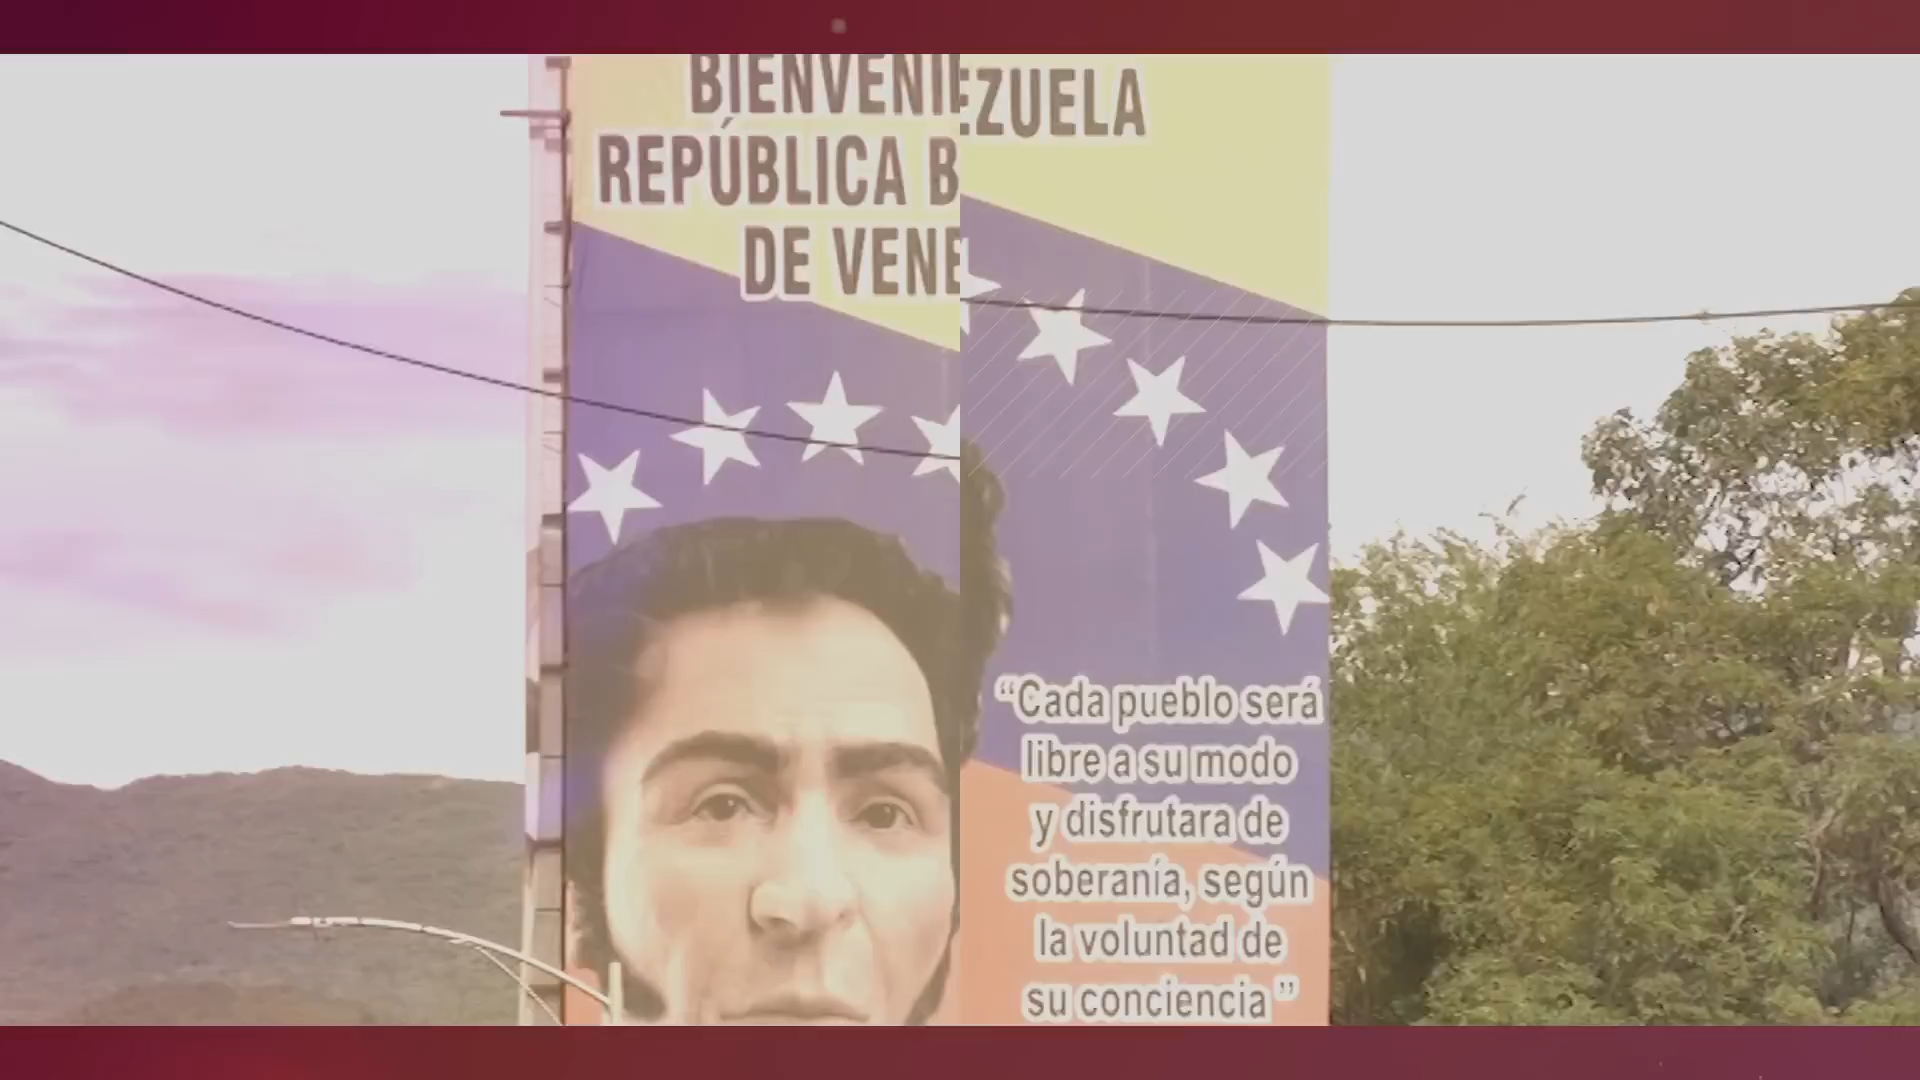 BIENVENI
REPÚBLICA B
DE VENE
EZUELA
“Cada pueblo será
libre a su modo
y disfrutara de
soberanía, según
la voluntad de
su conciencia”